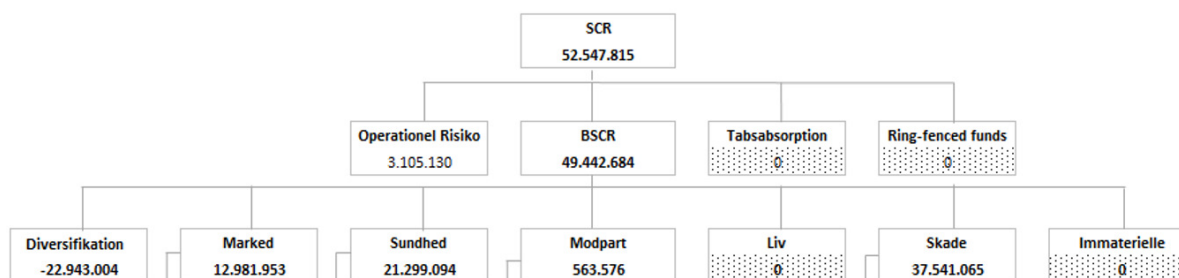 SCR
52.547.815
Operationel Risiko
3.105.130
BSCR
49.442.684
Tabsabsorption
0
Ring-fenced funds
0
Diversifikation
-22.943.004
Marked
12.981.953
Sundhed
21.299.094
Modpart
563.576
Liv
0
Skade
37.541.065
Immaterielle
0